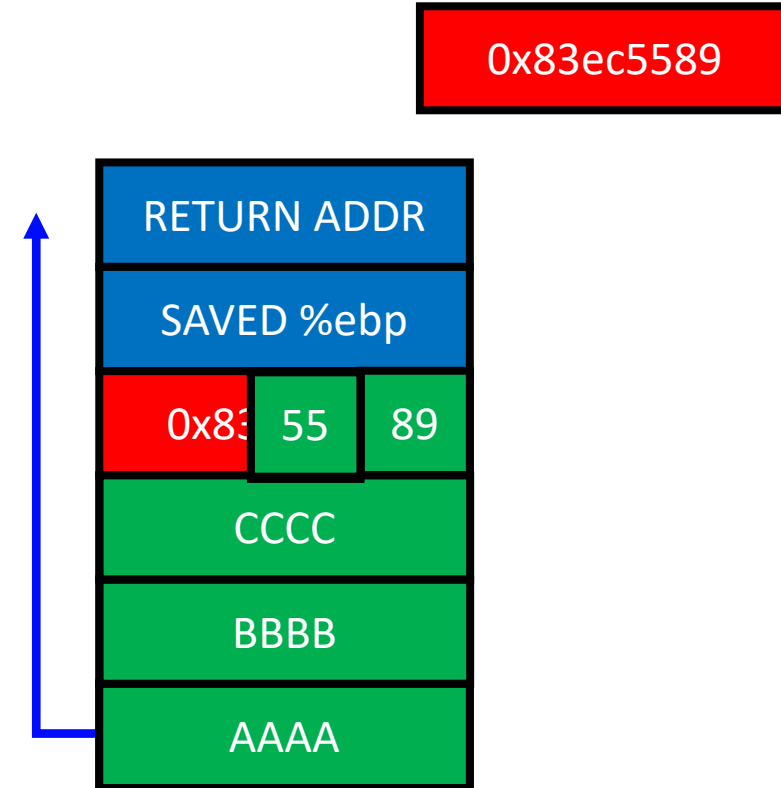 0x83ec5589
RETURN ADDR
SAVED %ebp
0x83 55 89
CCCC
BBBB
AAAA